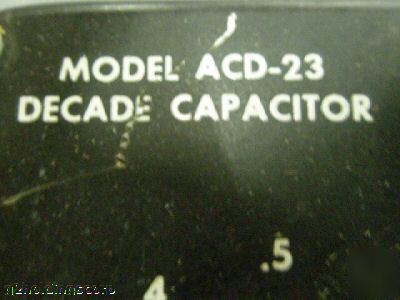 MODEL ACD-23
DECADE CAPACITOR
.5
4